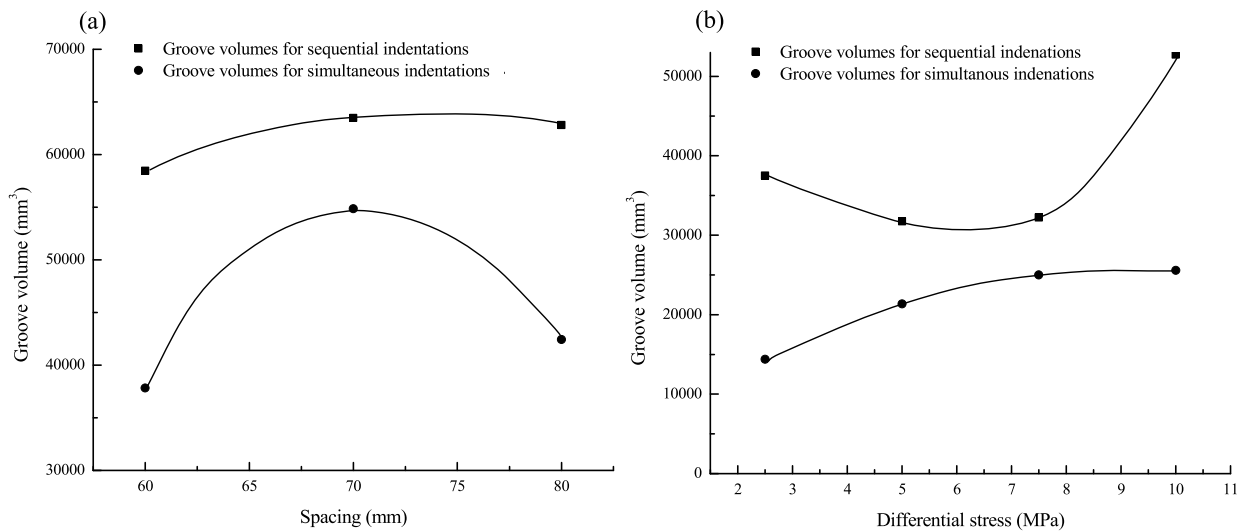 (a)
Groove volumes for sequential indentations
Groove volumes for simultaneous indentations
70000
60000
50000
40000
30000
Groove volume (mm³)
60 65 70 75 80
Spacing (mm)
(b)
Groove volumes for sequential indenations
Groove volumes for simultanous indenations
50000
40000
30000
20000
10000
0
Groove volume (mm³)
2 3 4 5 6 7 8 9 10 11
Differential stress (MPa)